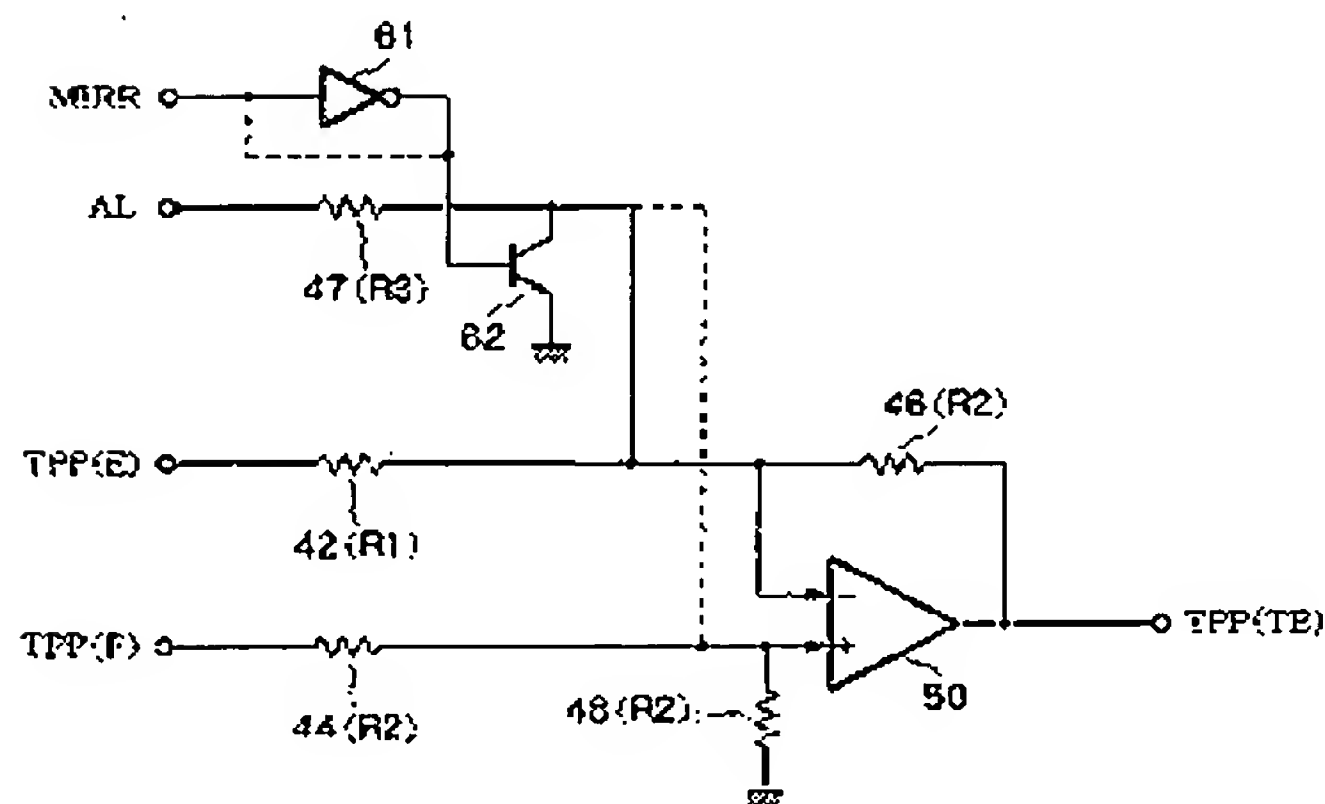 61
MIRR
AL
47(R3)
62
46(R2)
TPP(E)
42(R1)
TPP(F)
TPP(TE)
44(R2)
48(R2)
50